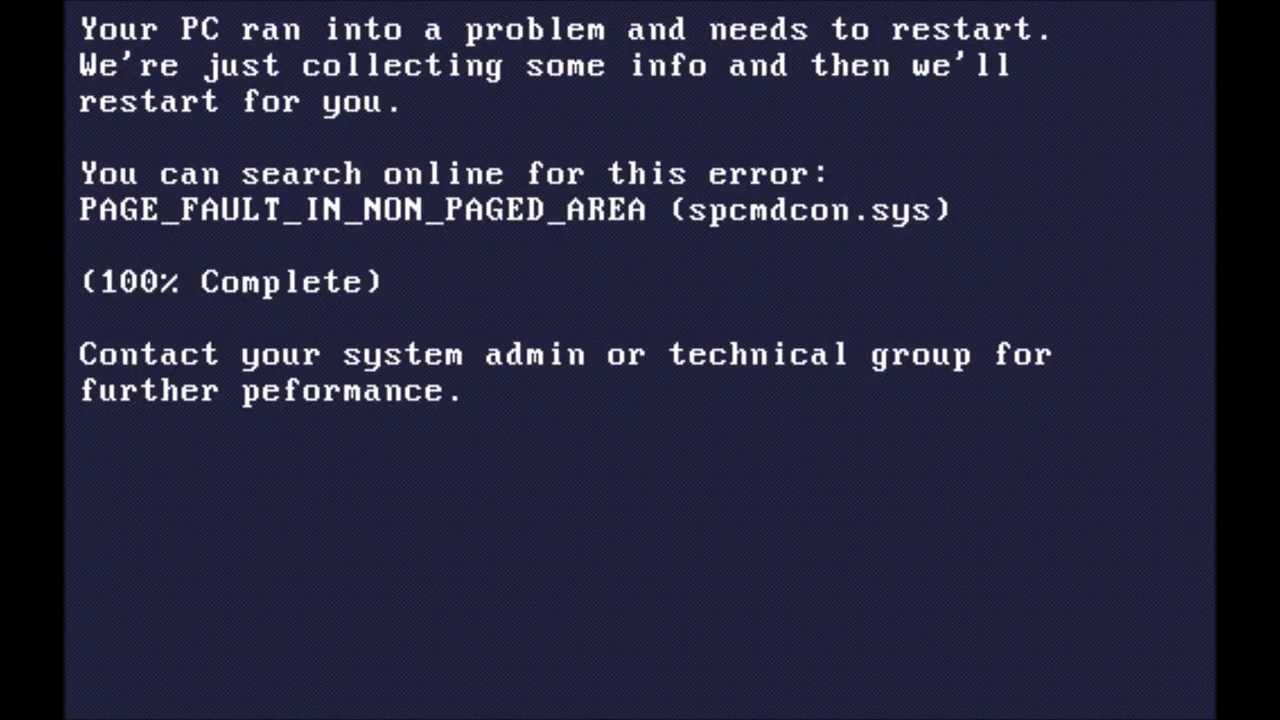 Your PC ran into a problem and needs to restart.
We're just collecting some info and then we'll
restart for you.
You can search online for this error:
PAGE_FAULT_IN_NON_PAGED_AREA (spcmdcon.sys)
(100% Complete)
Contact your system admin or technical group for
further peformance.